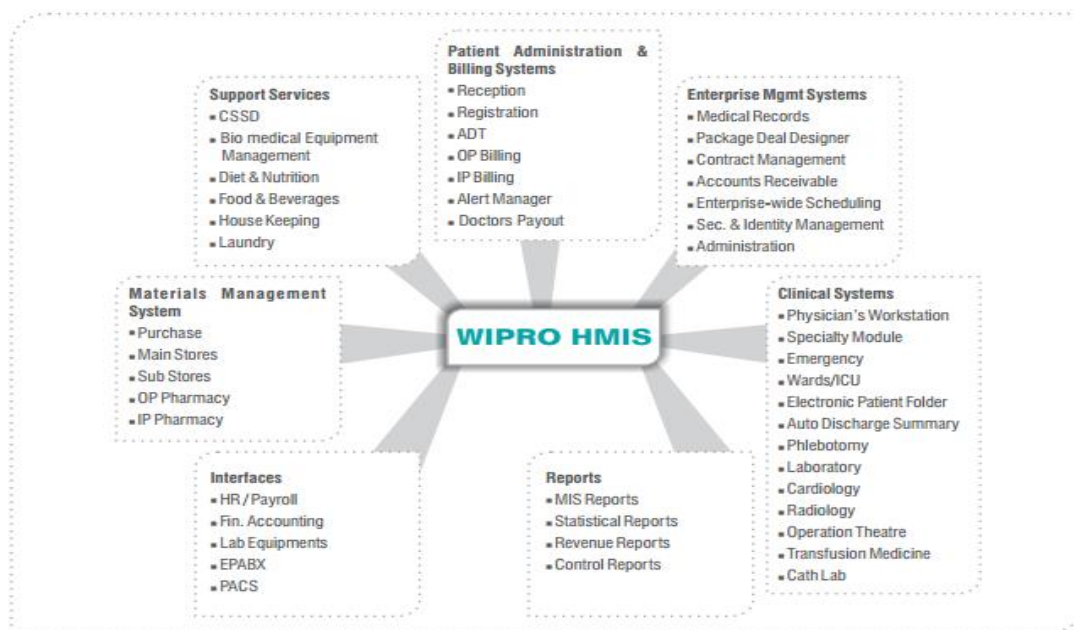 Patient Administration &
Billing Systems
▪ Reception
▪ Registration
▪ ADT
▪ OP Billing
▪ IP Billing
▪ Alert Manager
▪ Doctors Payout
Support Services
▪ CSSD
▪ Bio medical Equipment
Management
▪ Diet & Nutrition
▪ Food & Beverages
▪ House Keeping
▪ Laundry
Enterprise Mgmt Systems
▪ Medical Records
▪ Package Deal Designer
▪ Contract Management
▪ Accounts Receivable
▪ Enterprise-wide Scheduling
▪ Sec. & Identity Management
▪ Administration
Materials Management
System
▪ Purchase
▪ Main Stores
▪ Sub Stores
▪ OP Pharmacy
▪ IP Pharmacy
WIPRO HMIS
Clinical Systems
▪ Physician's Workstation
▪ Specialty Module
▪ Emergency
▪ Wards/ICU
▪ Electronic Patient Folder
▪ Auto Discharge Summary
▪ Phlebotomy
▪ Laboratory
▪ Cardiology
▪ Radiology
▪ Operation Theatre
▪ Transfusion Medicine
▪ Cath Lab
Interfaces
▪ HR / Payroll
▪ Fin. Accounting
▪ Lab Equipments
▪ EPABX
▪ PACS
Reports
▪ MIS Reports
▪ Statistical Reports
▪ Revenue Reports
▪ Control Reports